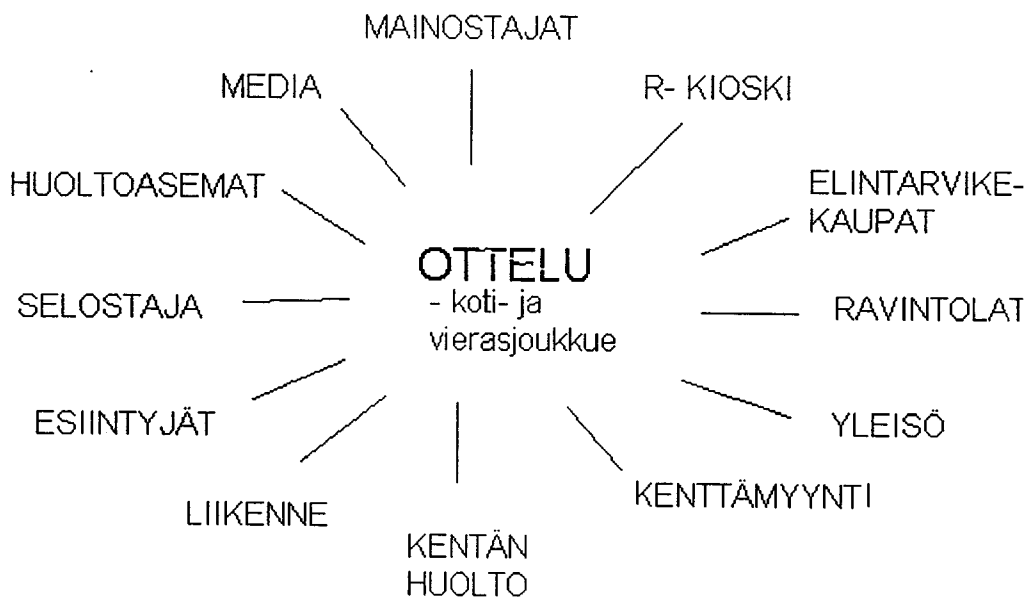 MAINOSTAJAT
MEDIA
R- KIOSKI
HUOLTOASEMAT
ELINTARVIKE-
KAUPAT
OTTELU
- koti- ja
vierasjoukkue
SELOSTAJA
RAVINTOLAT
ESIINTYJÄT
YLEISÖ
LIIKENNE
KENTTÄMYYNTI
KENTÄN
HUOLTO